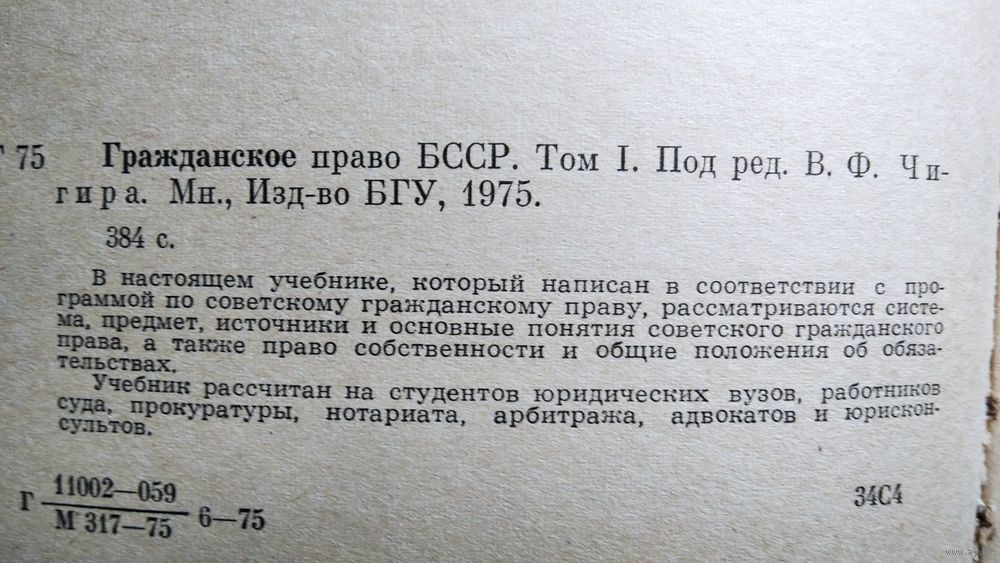 75 Гражданское право БССР. Том I. Под ред. В. Ф. Чи-
гира. Мн., Изд-во БГУ, 1975.
384 с.
В настоящем учебнике, который написан в соответствии с про-
граммой по советскому гражданскому праву, рассматриваются систе-
ма, предмет, источники и основные понятия советского гражданского
права, а также право собственности и общие положения об обяза-
тельствах.
Учебник рассчитан на студентов юридических вузов, работников
суда, прокуратуры, нотариата, арбитража, адвокатов и юрискон-
сультов.
11002—059
Г 6—75
М 317—75
34С4